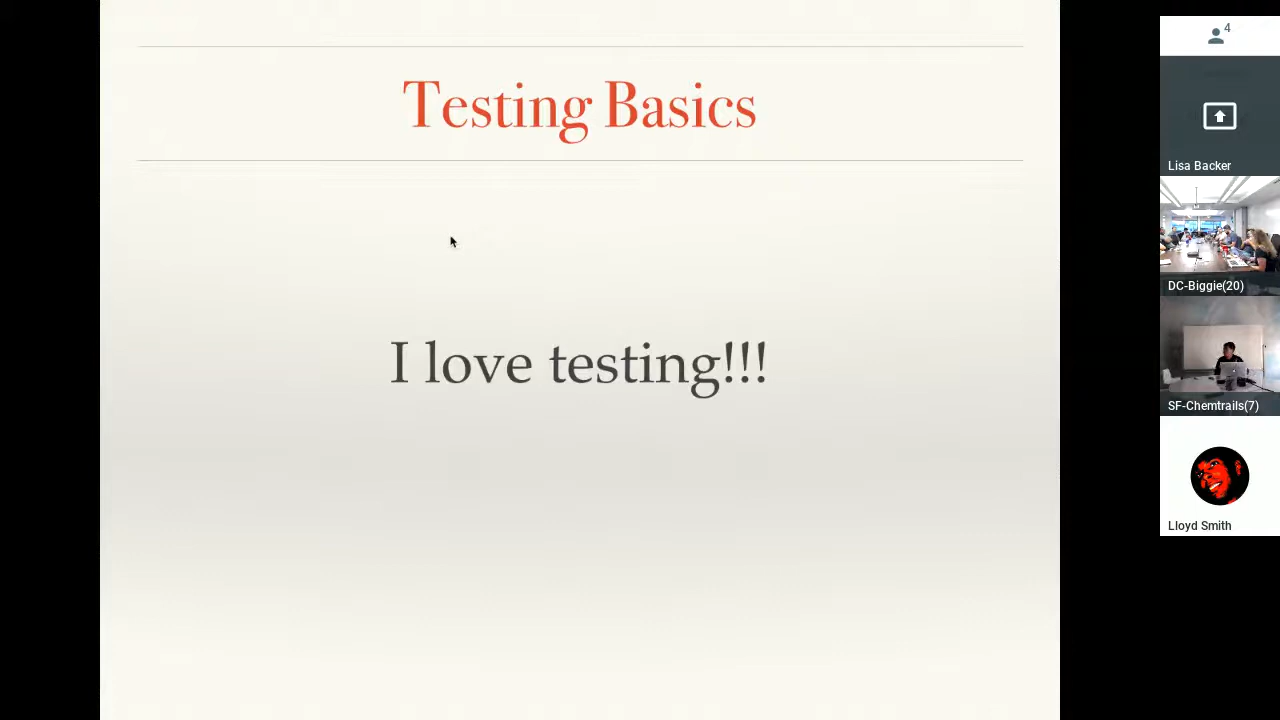 Testing Basics
I love testing!!!
4
Lisa Backer
DC-Biggie(20)
SF-Chemtrails(7)
Lloyd Smith